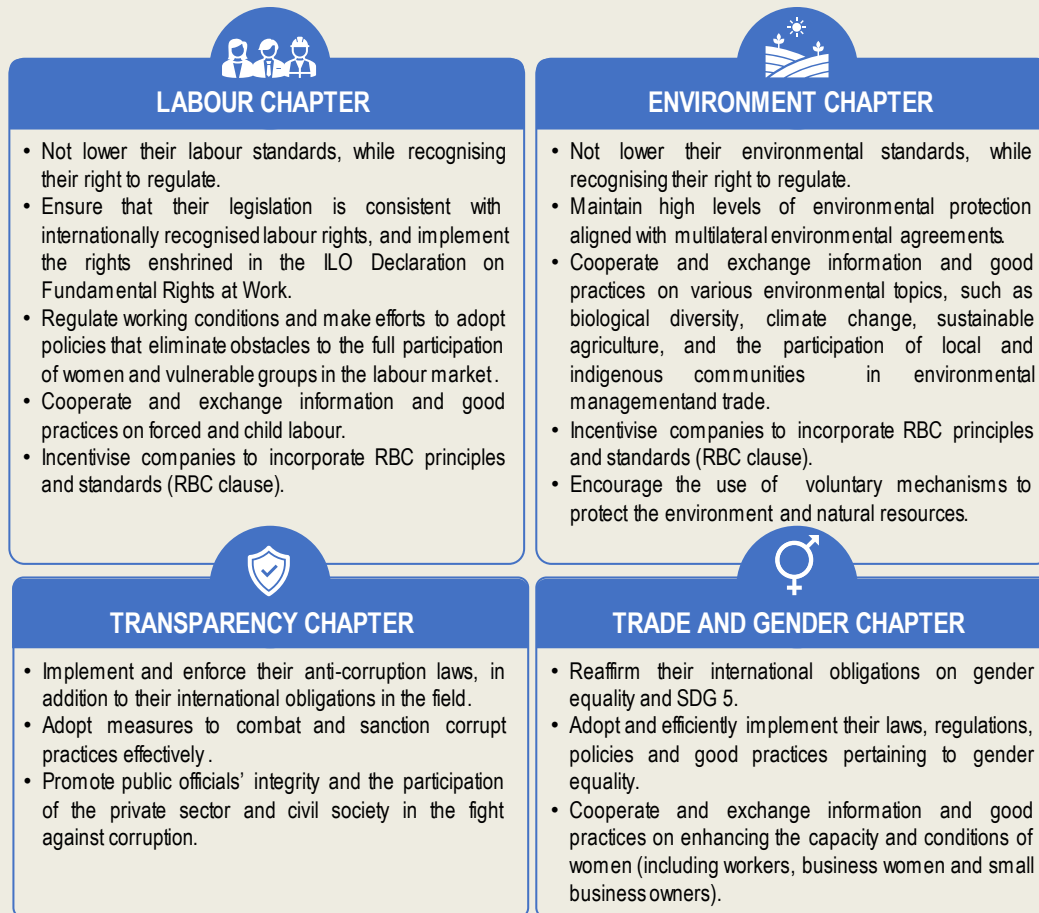 LABOUR CHAPTER
• Not lower their labour standards, while recognising
their right to regulate.
• Ensure that their legislation is consistent with
internationally recognised labour rights, and implement
the rights enshrined in the ILO Declaration on
Fundamental Rights at Work.
• Regulate working conditions and make efforts to adopt
policies that eliminate obstacles to the full participation
of women and vulnerable groups in the labour market.
• Cooperate and exchange information and good
practices on forced and child labour.
• Incentivise companies to incorporate RBC principles
and standards (RBC clause).
ENVIRONMENT CHAPTER
• Not lower their environmental standards, while
recognising their right to regulate.
• Maintain high levels of environmental protection
aligned with multilateral environmental agreements.
• Cooperate and exchange information and good
practices on various environmental topics, such as
biological diversity, climate change, sustainable
agriculture, and the participation of local and
indigenous communities in environmental
managementand trade.
• Incentivise companies to incorporate RBC principles
and standards (RBC clause).
• Encourage the use of voluntary mechanisms to
protect the environment and natural resources.
TRANSPARENCY CHAPTER
• Implement and enforce their anti-corruption laws, in
addition to their international obligations in the field.
• Adopt measures to combat and sanction corrupt
practices effectively.
• Promote public officials' integrity and the participation
of the private sector and civil society in the fight
against corruption.
TRADE AND GENDER CHAPTER
• Reaffirm their international obligations on gender
equality and SDG 5.
• Adopt and efficiently implement their laws, regulations,
policies and good practices pertaining to gender
equality.
• Cooperate and exchange information and good
practices on enhancing the capacity and conditions of
women (including workers, business women and small
business owners).